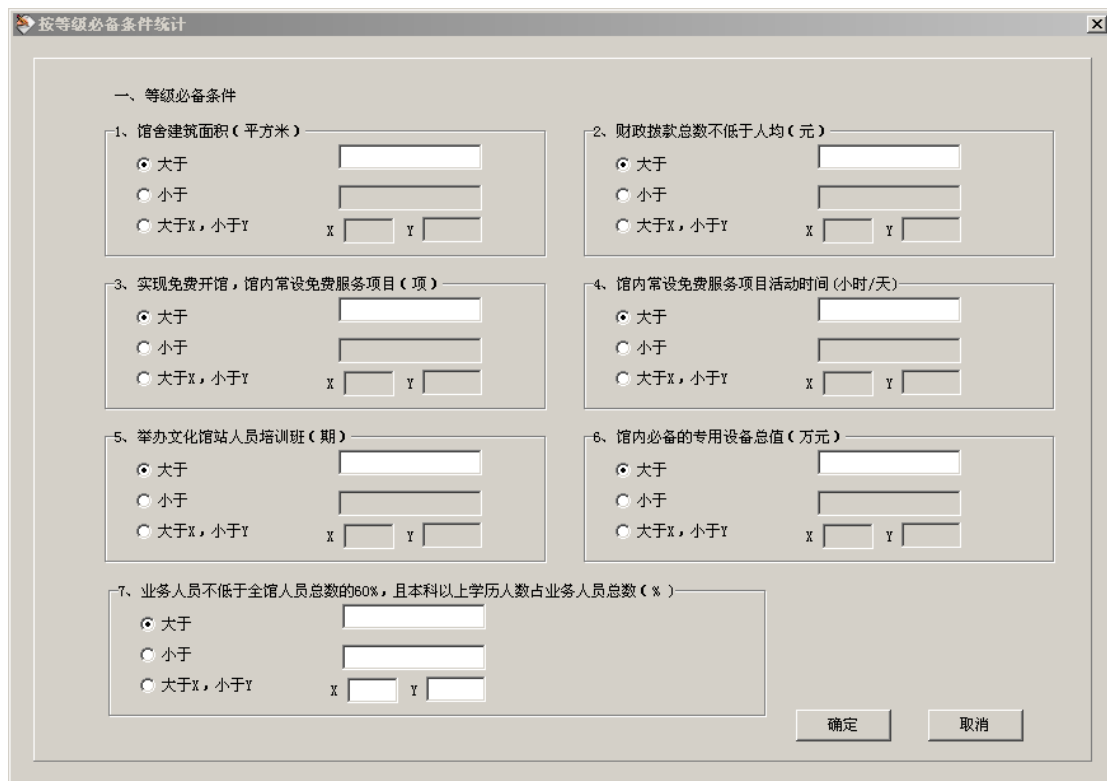 按等级必备条件统计
一、等级必备条件
1、馆舍建筑面积(平方米)
大于
小于
大于X，小于Y
X
Y
2、财政拨款总数不低于人均(元)
大于
小于
大于X，小于Y
X
Y
3、实现免费开馆，馆内常设免费服务项目(项)
大于
小于
大于X，小于Y
X
Y
4、馆内常设免费服务项目活动时间(小时/天)
大于
小于
大于X，小于Y
X
Y
5、举办文化馆站人员培训班(期)
大于
小于
大于X，小于Y
X
Y
6、馆内必备的专用设备总值(万元)
大于
小于
大于X，小于Y
X
Y
7、业务人员不低于全馆人员总数的60%，且本科以上学历人数占业务人员总数(% )
大于
小于
大于X，小于Y
X
Y
确定
取消